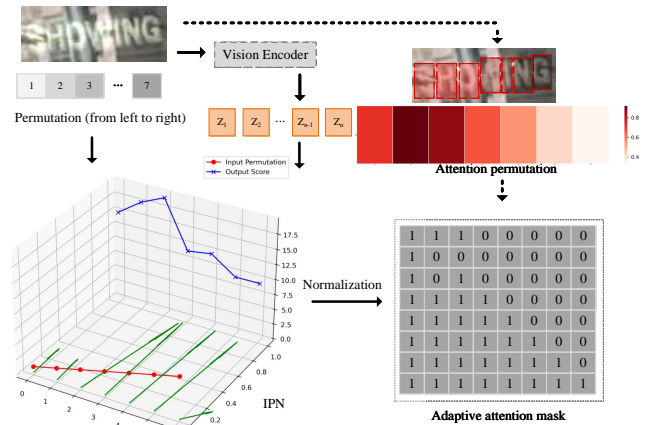 SHOWING
Vision Encoder
SHOWING
1 2 3 ... 7
Permutation (from left to right)
Z1 Z2 ... Zn-1 Zn
0.8
0.6
0.4
Attention permutation
Input Permutation
Output Score
17.5
15.0
12.5
10.0
7.5
5.0
2.5
0.0
1.0
0.8
0.6
0.4
0.2
0 1 2 3 4
IPN
Normalization
1 1 1 0 0 0 0 0
1 0 0 0 0 0 0 0
1 0 1 0 0 0 0 0
1 1 1 1 0 0 0 0
1 1 1 1 1 0 0 0
1 1 1 1 1 1 0 0
1 1 1 1 1 1 1 0
1 1 1 1 1 1 1 1
Adaptive attention mask